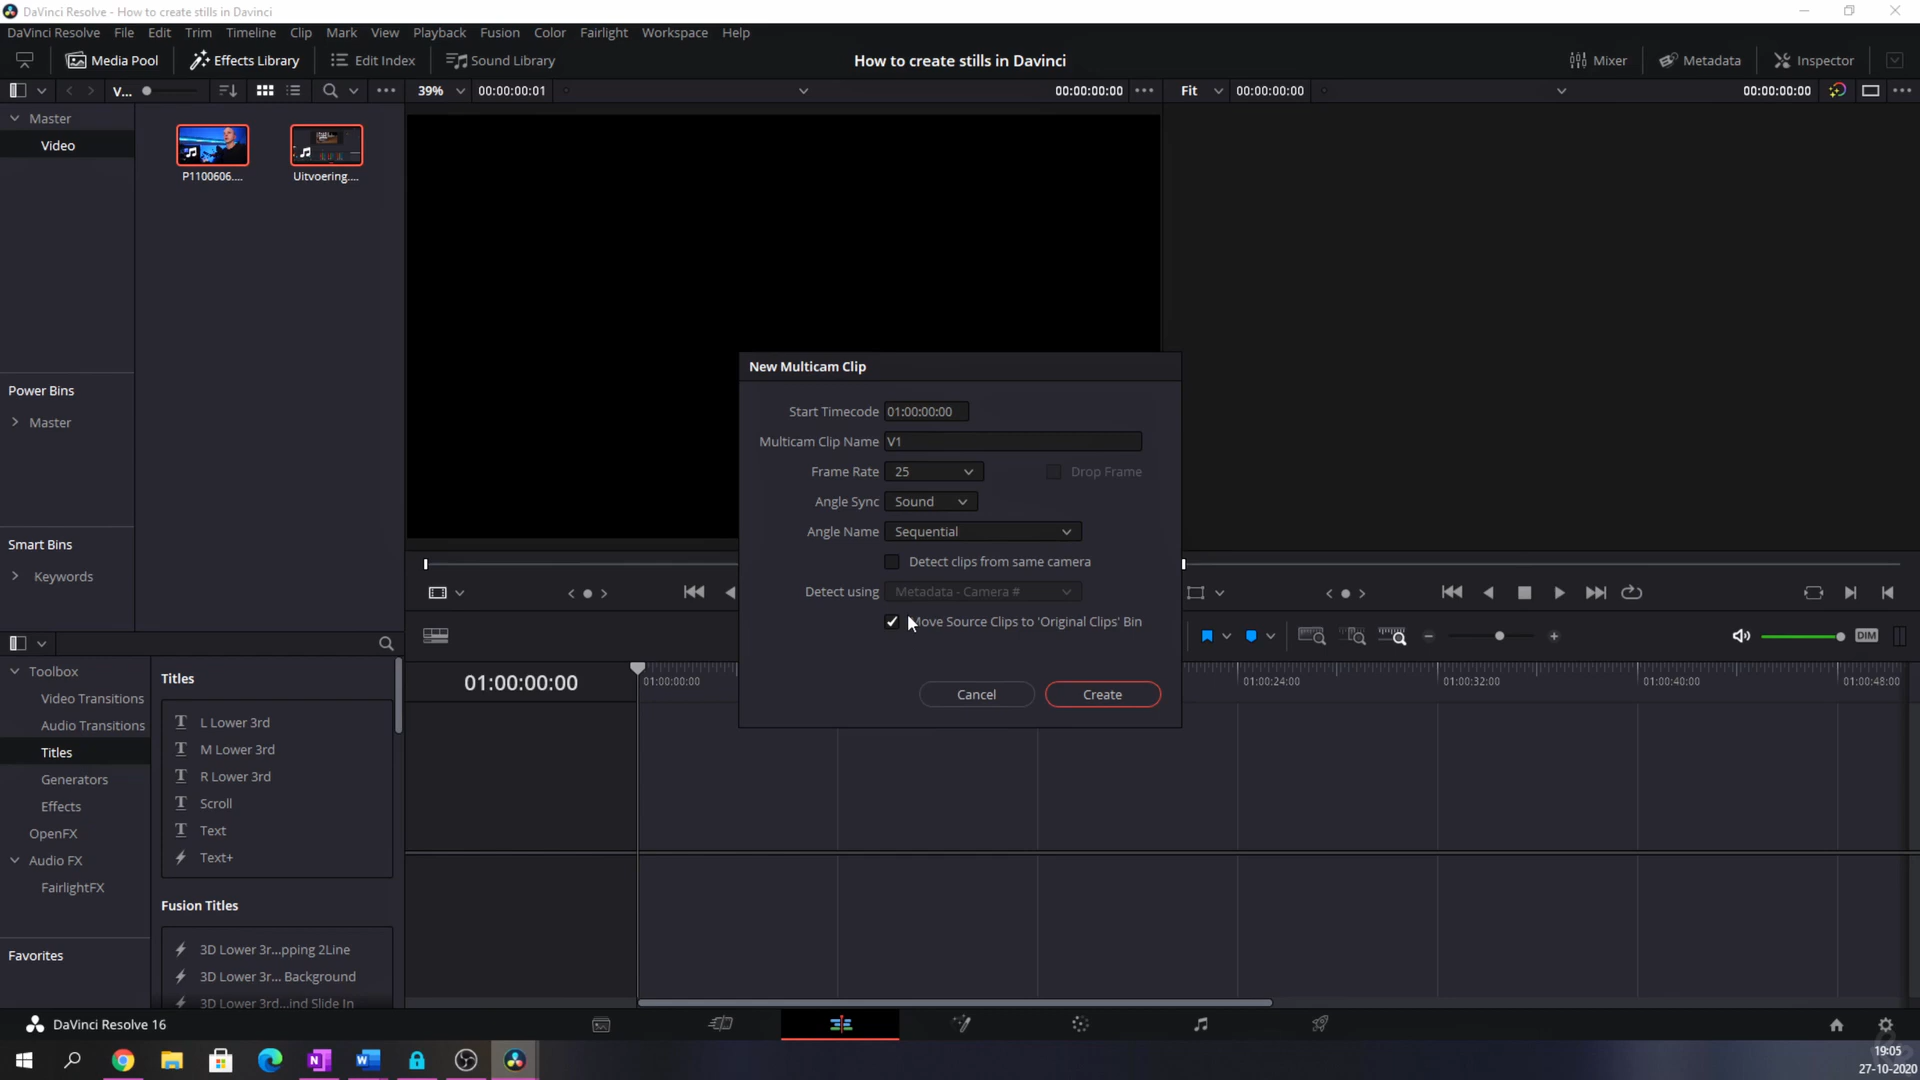 DaVinci Resolve - How to create stills in Davinci
DaVinci Resolve File Edit Trim Timeline Clip Mark View Playback Fusion Color Fairlight Workspace Help
Media Pool Effects Library Edit Index Sound Library How to create stills in Davinci Mixer Metadata Inspector
V... 39% 00:00:00:01 00:00:00:00 Fit 00:00:00:00 00:00:00:00
Master
Video
P1100606.... Uitvoering....
Power Bins
Master
Smart Bins
Keywords
New Multicam Clip
Start Timecode 01:00:00:00
Multicam Clip Name V1
Frame Rate 25 Drop Frame
Angle Sync Sound
Angle Name Sequential
Detect clips from same camera
Detect using Metadata - Camera #
Move Source Clips to 'Original Clips' Bin
Cancel Create
DIM
Toolbox
Video Transitions
Audio Transitions
Titles
Generators
Effects
OpenFX
Audio FX
FairlightFX
Favorites
Titles
L Lower 3rd
M Lower 3rd
R Lower 3rd
Scroll
Text
Text+
Fusion Titles
3D Lower 3r...pping 2Line
3D Lower 3r... Background
3D Lower 3rd...ind Slide In
01:00:00:00 01:00:00:00 01:00:24:00 01:00:32:00 01:00:40:00 01:00:48:00
DaVinci Resolve 16
19:05
27-10-2020